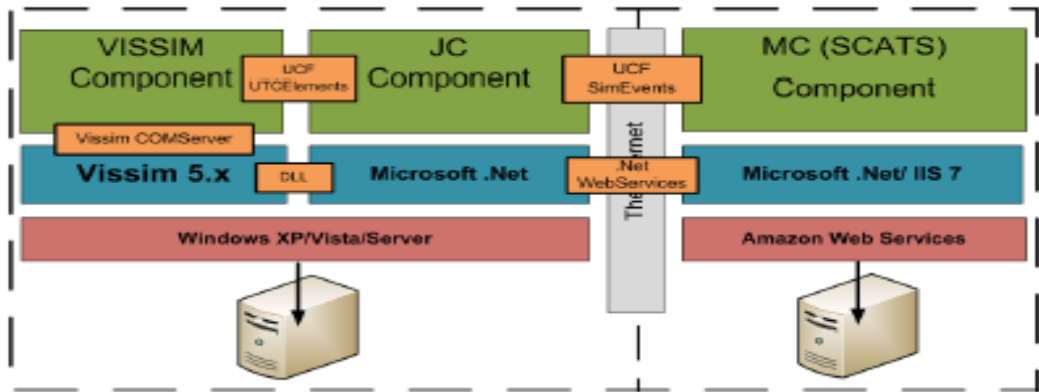 VISSIM
Component
UCF
UTCElements
JC
Component
UCF
SimEvents
MC (SCATS)
Component
Vissim COMServer
Vissim 5.x
DLL
Microsoft .Net
.Net
WebServices
The
ernet
Microsoft .Net/ IIS 7
Windows XP/Vista/Server
Amazon Web Services